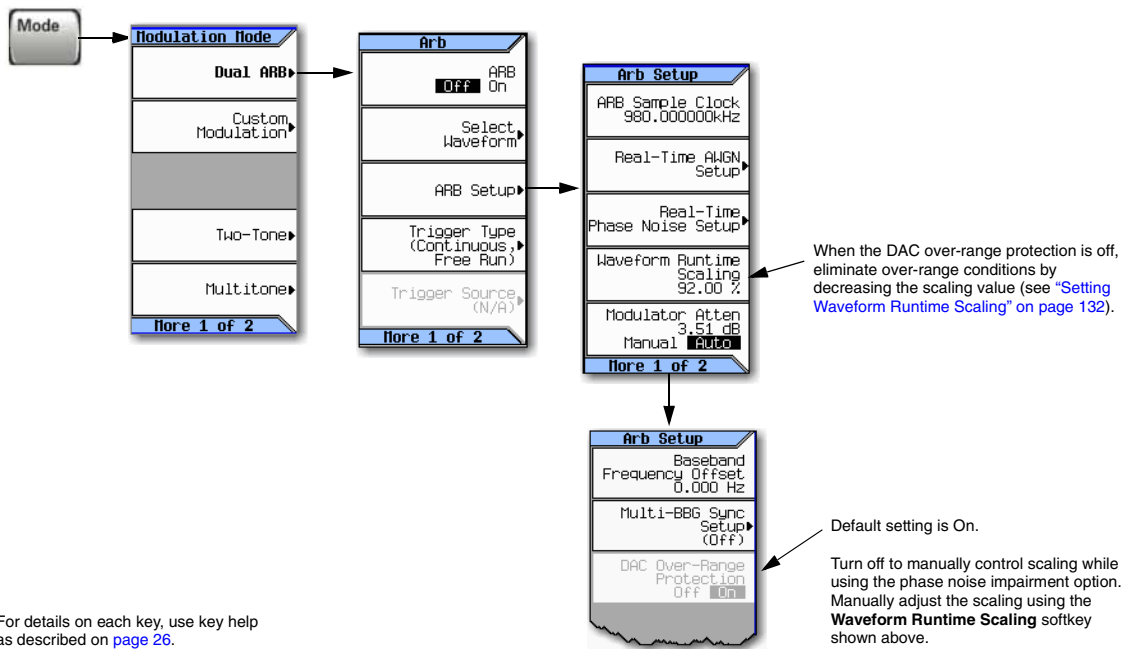 Mode
Modulation Mode
Dual ARB
Custom
Modulation
Two-Tone
Multitone
More 1 of 2
Arb
ARB
Off On
Select
Waveform
ARB Setup
Trigger Type
(Continuous,
Free Run)
Trigger Source
(N/A)
More 1 of 2
Arb Setup
ARB Sample Clock
980.000000kHz
Real-Time AWGN
Setup
Real-Time
Phase Noise Setup
Waveform Runtime
Scaling
92.00 %
Modulator Atten
3.51 dB
Manual Auto
More 1 of 2
When the DAC over-range protection is off,
eliminate over-range conditions by
decreasing the scaling value (see “Setting
Waveform Runtime Scaling” on page 132).
Arb Setup
Baseband
Frequency Offset
0.000 Hz
Multi-BBG Sync
Setup
(Off)
DAC Over-Range
Protection
Off On
Default setting is On.
Turn off to manually control scaling while
using the phase noise impairment option.
Manually adjust the scaling using the
Waveform Runtime Scaling softkey
shown above.
For details on each key, use key help
as described on page 26.